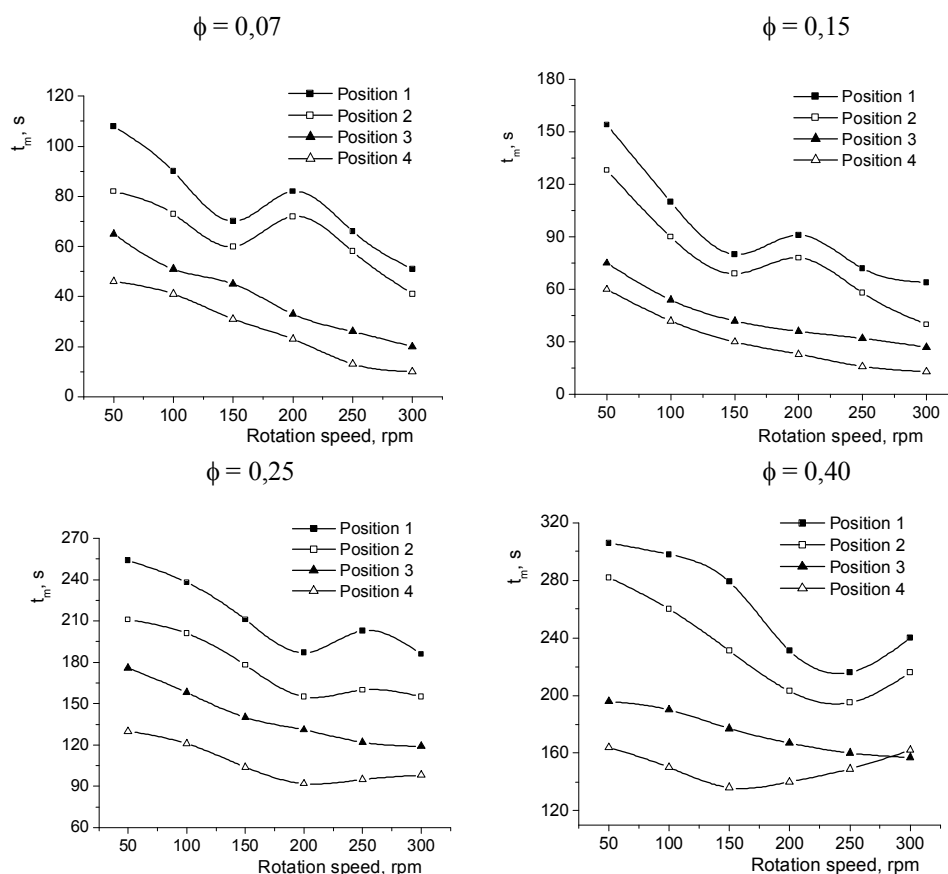 ϕ = 0,07
t_m, s
120
100
80
60
40
20
0
Position 1
Position 2
Position 3
Position 4
50 100 150 200 250 300
Rotation speed, rpm
ϕ = 0,15
t_m, s
180
150
120
90
60
30
0
Position 1
Position 2
Position 3
Position 4
50 100 150 200 250 300
Rotation speed, rpm
ϕ = 0,25
t_m, s
270
240
210
180
150
120
90
60
Position 1
Position 2
Position 3
Position 4
50 100 150 200 250 300
Rotation speed, rpm
ϕ = 0,40
t_m, s
320
280
240
200
160
120
Position 1
Position 2
Position 3
Position 4
50 100 150 200 250 300
Rotation speed, rpm